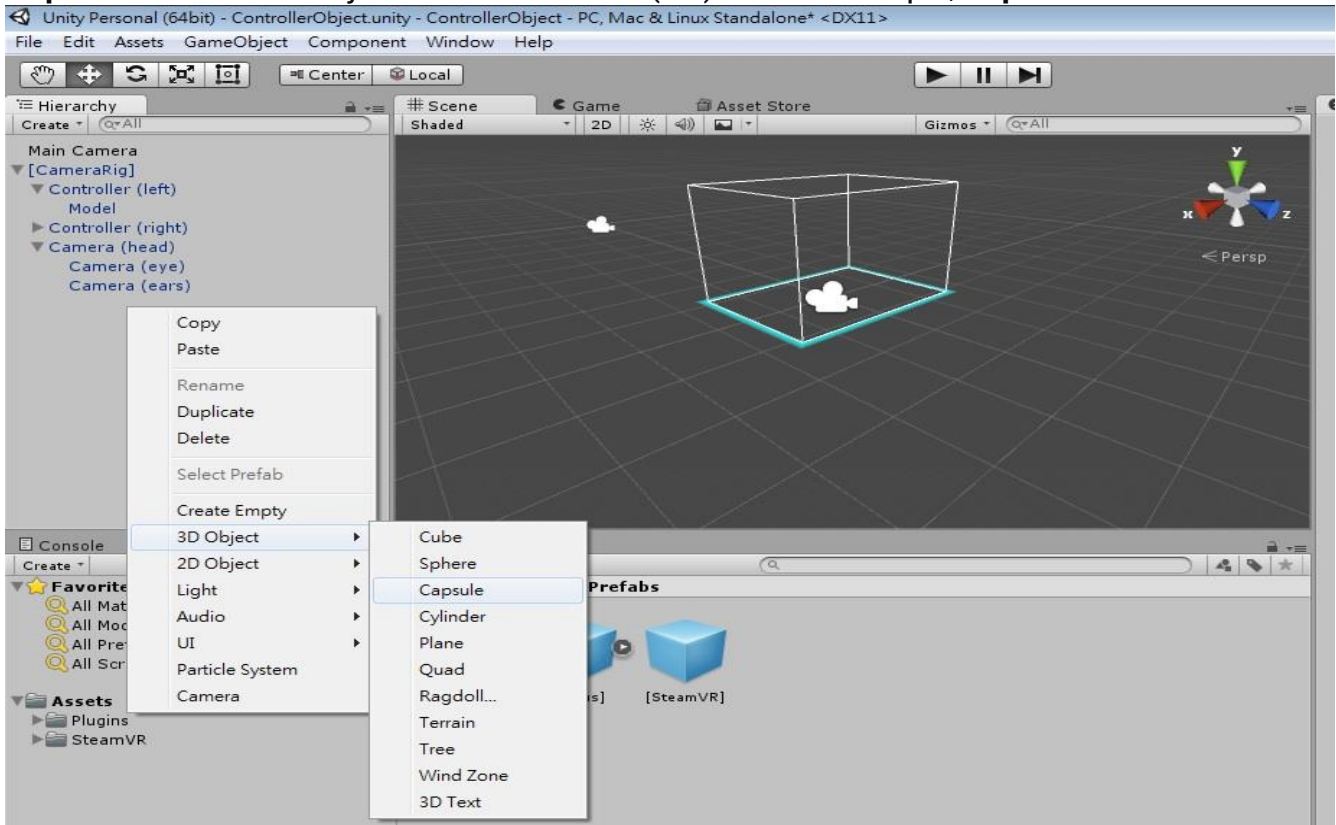 Unity Personal (64bit) - ControllerObject.unity - ControllerObject - PC, Mac & Linux Standalone* <DX11>
File Edit Assets GameObject Component Window Help
Center Local
Hierarchy
Create All
Main Camera
[CameraRig]
Controller (left)
Model
Controller (right)
Camera (head)
Camera (eye)
Camera (ears)
# Scene Game Asset Store
Shaded 2D Gizmos All
y
x z
Persp
Copy
Paste
Rename
Duplicate
Delete
Select Prefab
Create Empty
3D Object
2D Object
Light
Audio
UI
Particle System
Camera
Cube
Sphere
Capsule
Cylinder
Plane
Quad
Ragdoll...
Terrain
Tree
Wind Zone
3D Text
Console
Create
Favorite
All Mat
All Mod
All Pre
All Scr
Assets
Plugins
SteamVR
Prefabs
s] [SteamVR]